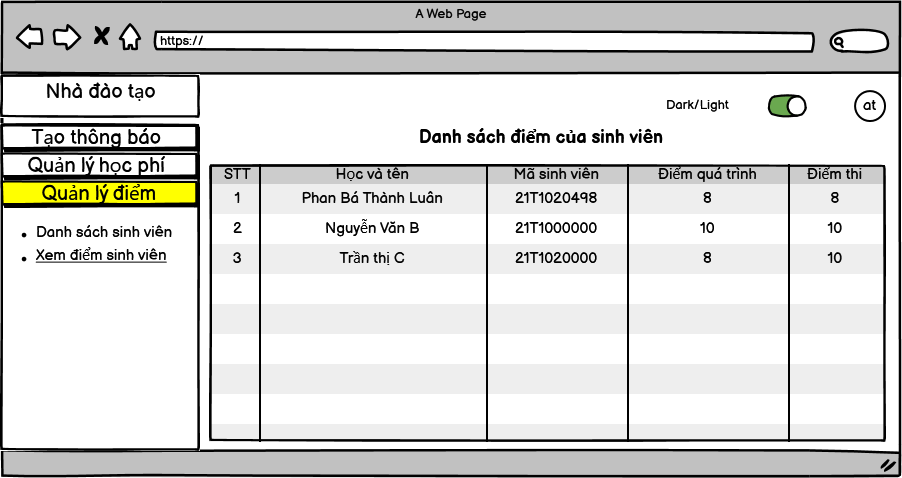 A Web Page
https://
Nhà đào tạo
Dark/Light
at
Tạo thông báo
Quản lý học phí
Quản lý điểm
Danh sách sinh viên
Xem điểm sinh viên
Danh sách điểm của sinh viên
STT Học và tên Mã sinh viên Điểm quá trình Điểm thi
1 Phan Bá Thành Luân 21T1020498 8 8
2 Nguyễn Văn B 21T1000000 10 10
3 Trần thị C 21T1020000 8 10